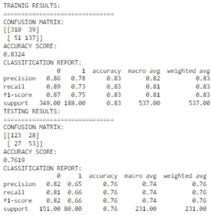 TRAINIG RESULTS:
===============================
CONFUSION MATRIX:
[[310  39]
 [ 51 137]]
ACCURACY SCORE:
0.8324
CLASSIFICATION REPORT:
0 1 accuracy macro avg weighted avg
precision 0.86 0.78 0.83 0.82 0.83
recall 0.89 0.73 0.83 0.81 0.83
f1-score 0.87 0.75 0.83 0.81 0.83
support 349.00 188.00 0.83 537.00 537.00
TESTING RESULTS:
===============================
CONFUSION MATRIX:
[[123  28]
 [ 27  53]]
ACCURACY SCORE:
0.7619
CLASSIFICATION REPORT:
0 1 accuracy macro avg weighted avg
precision 0.82 0.65 0.76 0.74 0.76
recall 0.81 0.66 0.76 0.74 0.76
f1-score 0.82 0.66 0.76 0.74 0.76
support 151.00 80.00 0.76 231.00 231.00